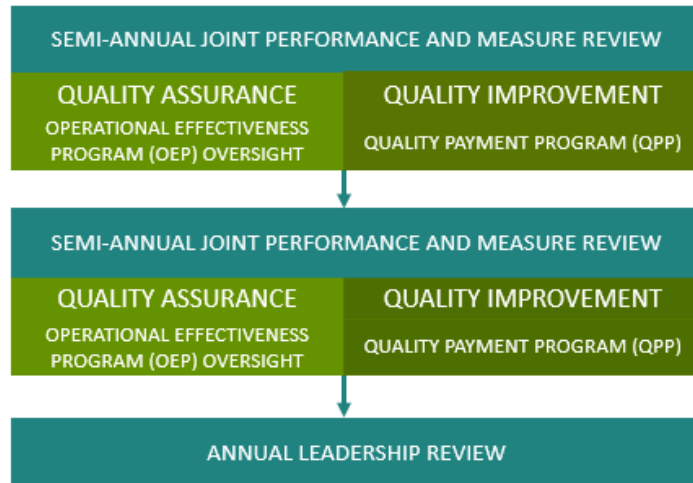 SEMI-ANNUAL JOINT PERFORMANCE AND MEASURE REVIEW
QUALITY ASSURANCE
OPERATIONAL EFFECTIVENESS
PROGRAM (OEP) OVERSIGHT
QUALITY IMPROVEMENT
QUALITY PAYMENT PROGRAM (QPP)
SEMI-ANNUAL JOINT PERFORMANCE AND MEASURE REVIEW
QUALITY ASSURANCE
OPERATIONAL EFFECTIVENESS
PROGRAM (OEP) OVERSIGHT
QUALITY IMPROVEMENT
QUALITY PAYMENT PROGRAM (QPP)
ANNUAL LEADERSHIP REVIEW